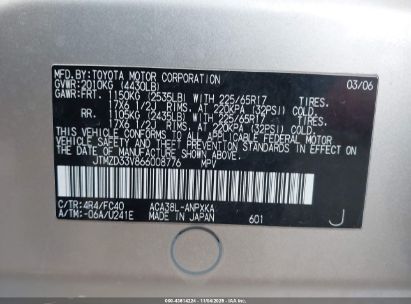 MFD. BY: TOYOTA MOTOR CORPORATION 03/06
GVWR: 2010KG (4430LB)
GAWR: FRT. 1150KG (2535LB) WITH 225/65R17 TIRES.
17X6 1/2J RIMS. AT 220KPA (32PSI) COLD.
RR. 1105KG (2435LB) WITH 225/65R17 TIRES.
17X6 1/2J RIMS. AT 220KPA (32PSI) COLD.
THIS VEHICLE CONFORMS TO ALL APPLICABLE FEDERAL MOTOR
VEHICLE SAFETY AND
STANDARDS IN EFFECT ON THE DATE OF
MANUFACTURE SHOWN ABOVE.
JTMZD33V866008776 MPV
C/TR: 4R4/FC40 ACA38L-ANPXKA
A/TM: -06A/U241E MADE IN JAPAN 601 J